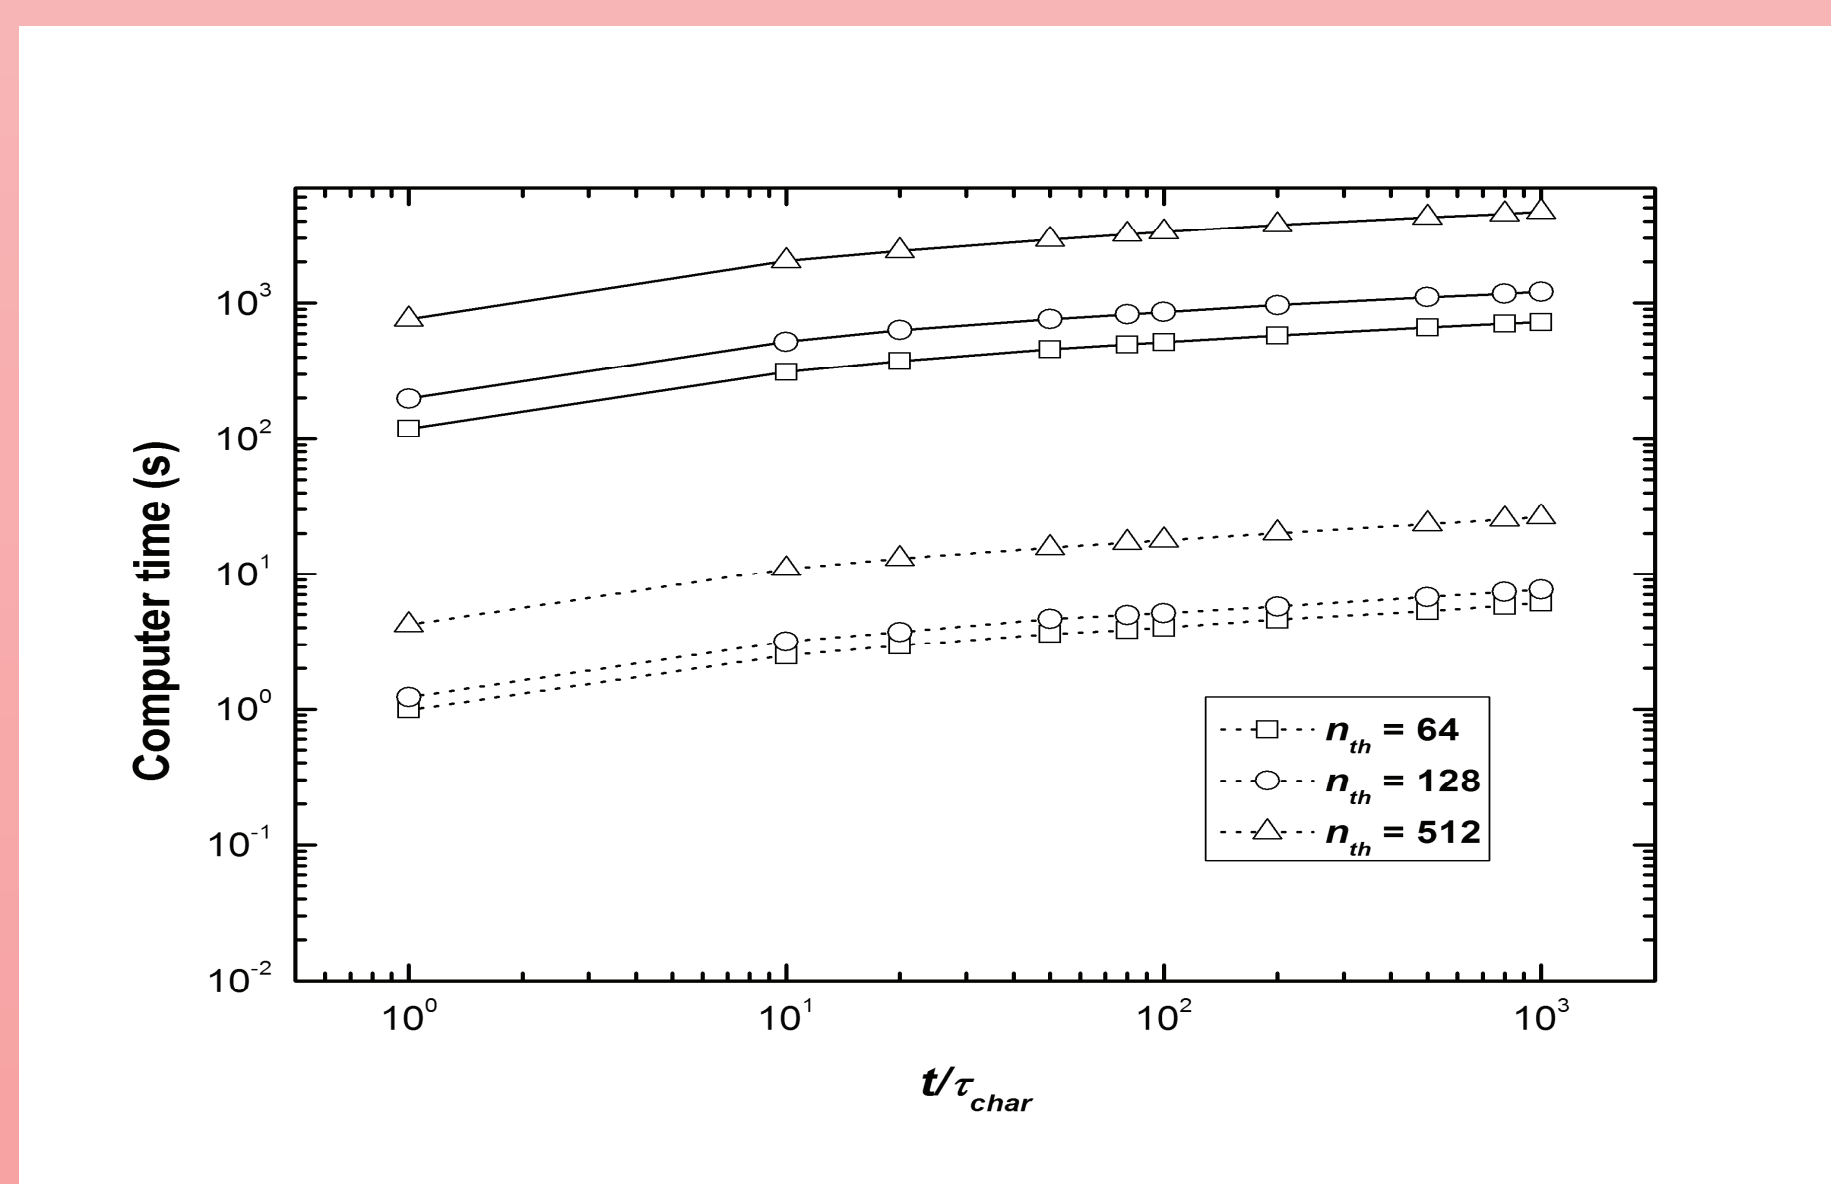 10³
10²
10¹
10⁰
10⁻¹
10⁻²
Computer time (s)
n_th = 64
n_th = 128
n_th = 512
10⁰ 10¹ 10² 10³
t/τ_char